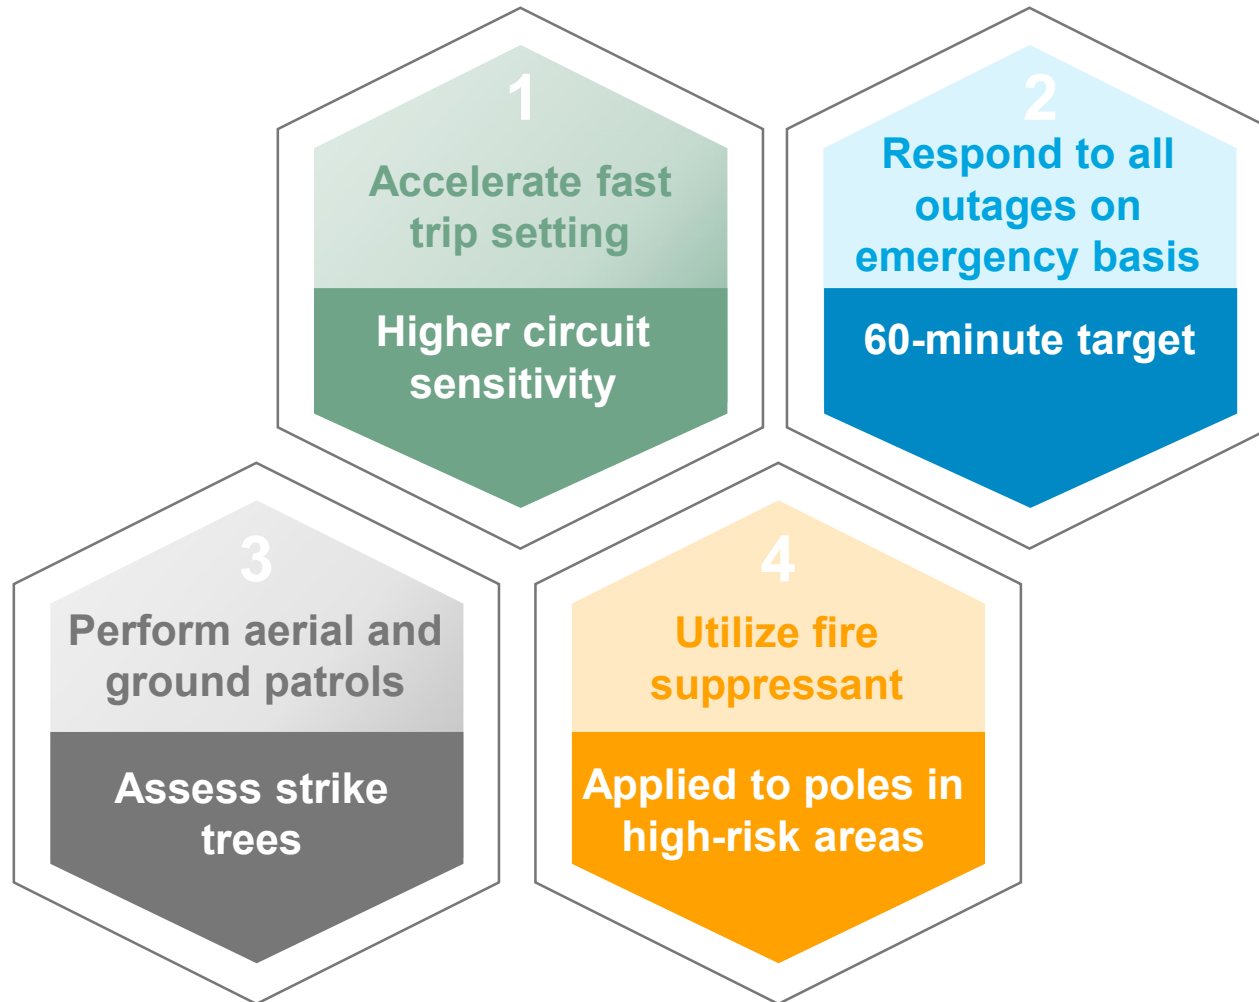 1
Accelerate fast
trip setting
Higher circuit
sensitivity
2
Respond to all
outages on
emergency basis
60-minute target
3
Perform aerial and
ground patrols
Assess strike
trees
4
Utilize fire
suppressant
Applied to poles in
high-risk areas